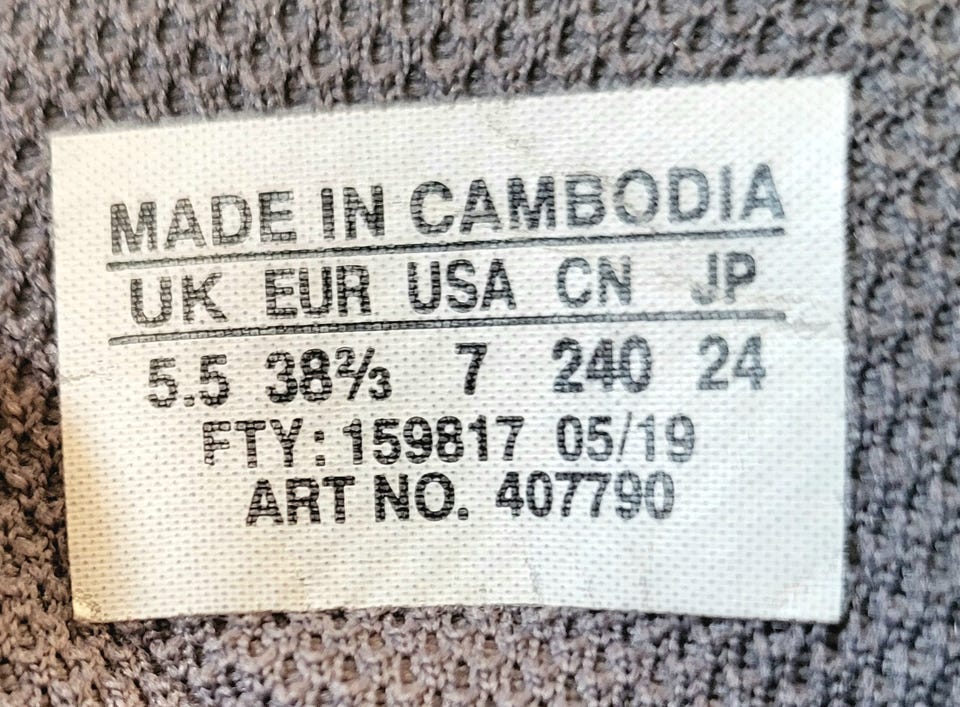 MADE IN CAMBODIA
UK EUR USA CN JP
5.5 38⅔ 7 240 24
FTY: 159817 05/19
ART NO. 407790